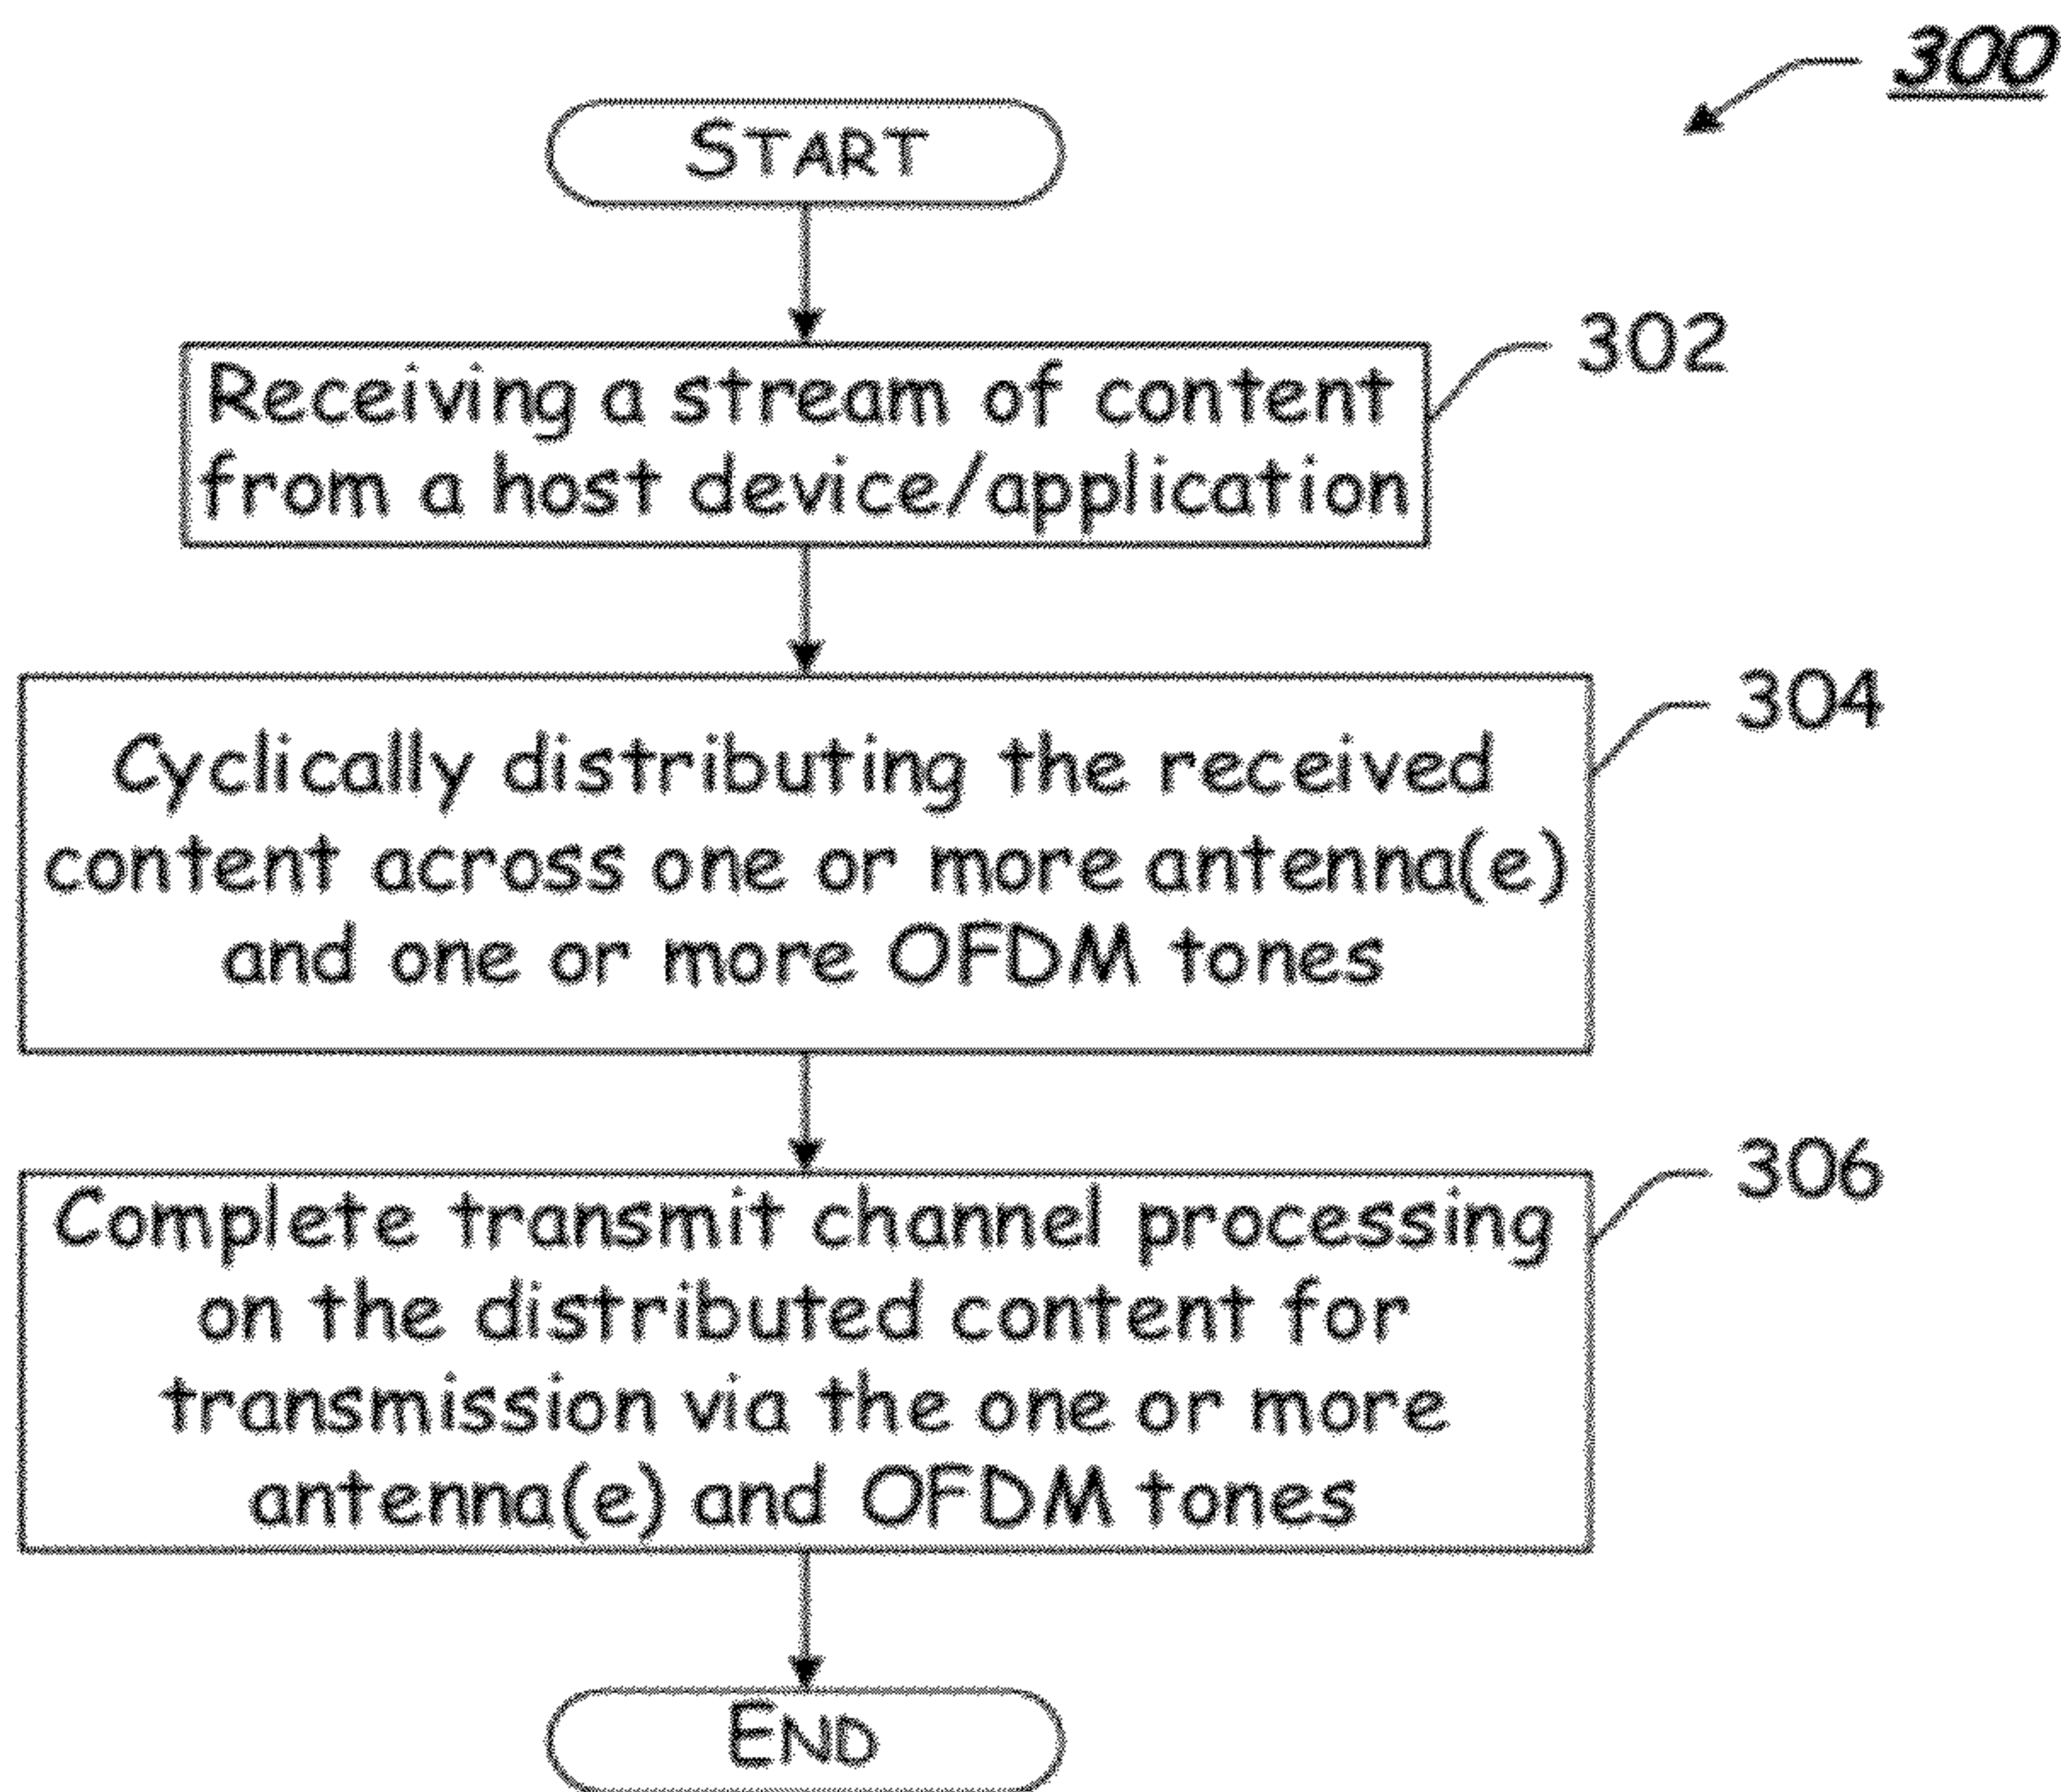 300
START
Receiving a stream of content
from a host device/application
302
Cyclically distributing the received
content across one or more antenna(e)
and one or more OFDM tones
304
Complete transmit channel processing
on the distributed content for
transmission via the one or more
antenna(e) and OFDM tones
306
END